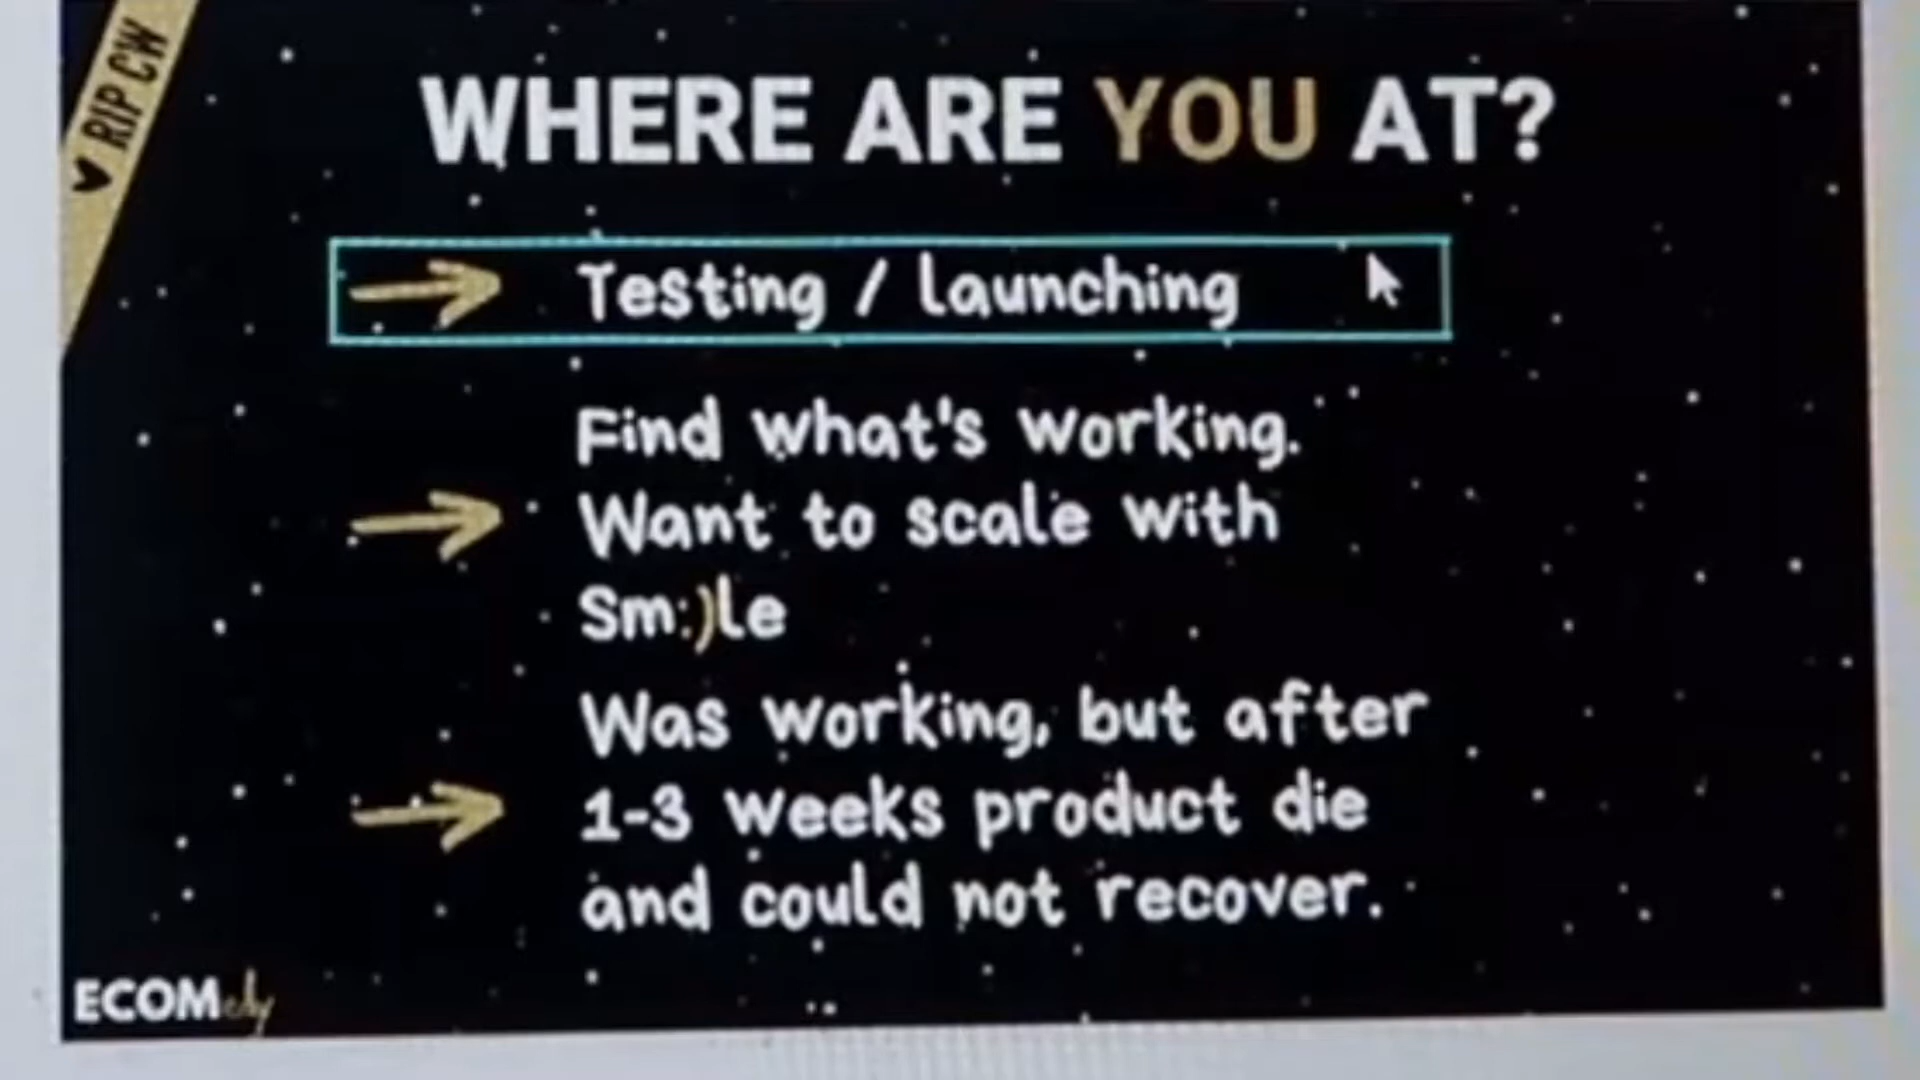 RIP CW
WHERE ARE YOU AT?
Testing / launching
Find what's working.
Want to scale with
Sm:)le
Was working, but after
1-3 weeks product die
and could not recover.
ECOMedy